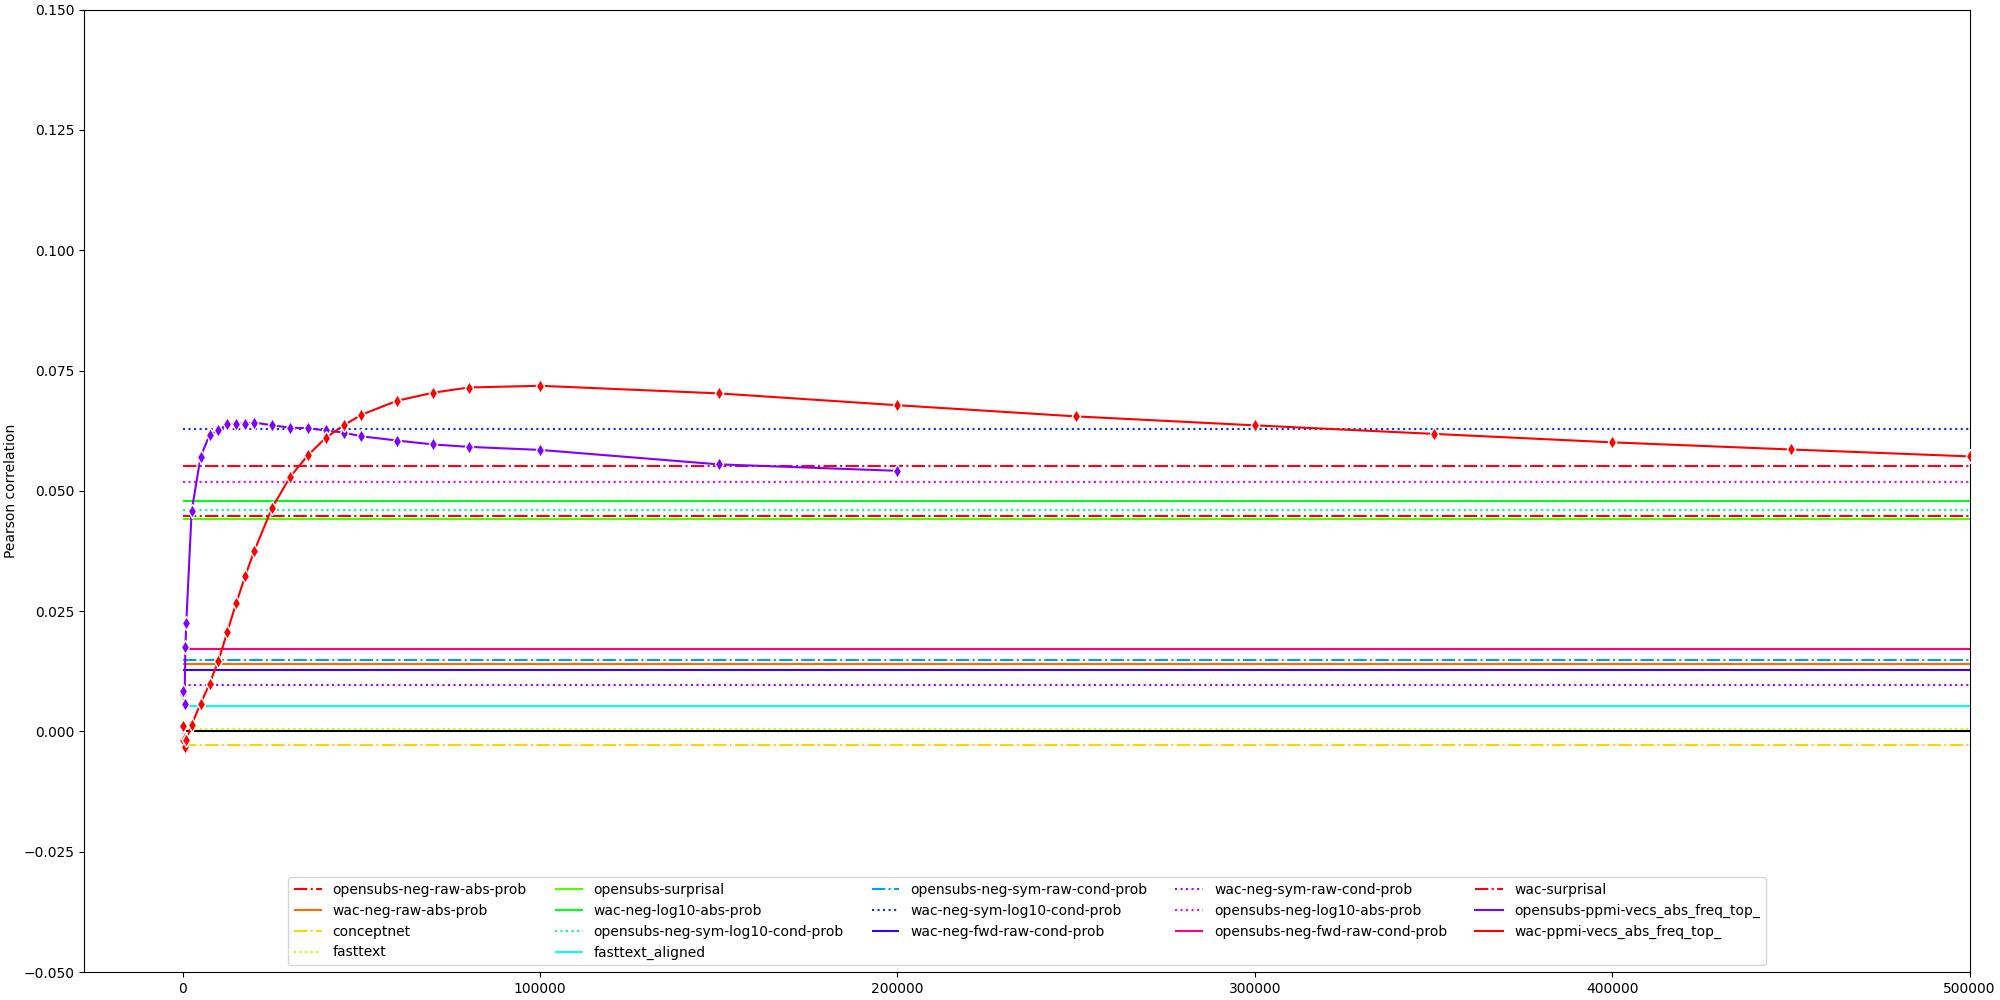 0.150
0.125
0.100
0.075
0.050
0.025
0.000
−0.025
−0.050
Pearson correlation
opensubs-neg-raw-abs-prob
wac-neg-raw-abs-prob
conceptnet
fasttext
opensubs-surprisal
wac-neg-log10-abs-prob
opensubs-neg-sym-log10-cond-prob
fasttext_aligned
opensubs-neg-sym-raw-cond-prob
wac-neg-sym-log10-cond-prob
wac-neg-fwd-raw-cond-prob
wac-neg-sym-raw-cond-prob
opensubs-neg-log10-abs-prob
opensubs-neg-fwd-raw-cond-prob
wac-surprisal
opensubs-ppmi-vecs_abs_freq_top_
wac-ppmi-vecs_abs_freq_top_
0 100000 200000 300000 400000 500000